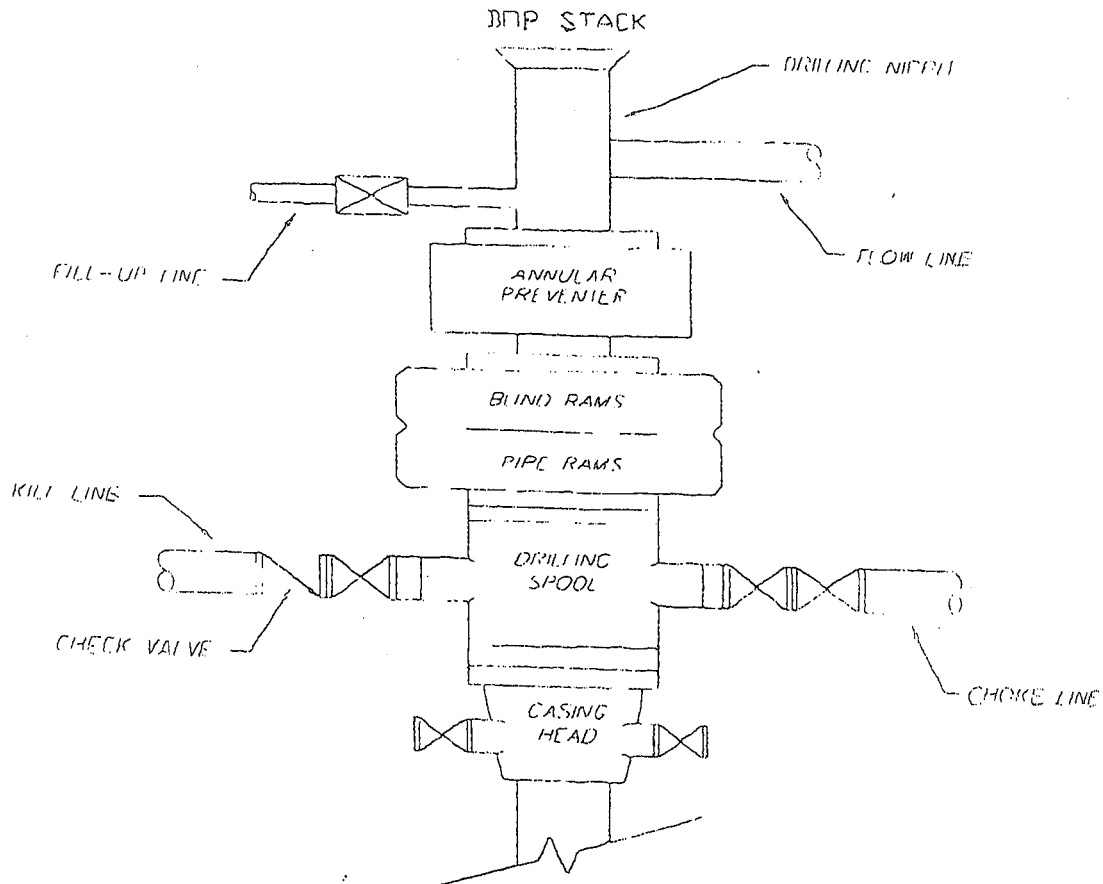 BOP STACK
DRILLING NIPPLE
FILL-UP LINE
FLOW LINE
ANNULAR
PREVENTER
BLIND RAMS
PIPE RAMS
KILL LINE
DRILLING
SPOOL
CHECK VALVE
CHOKE LINE
CASING
HEAD